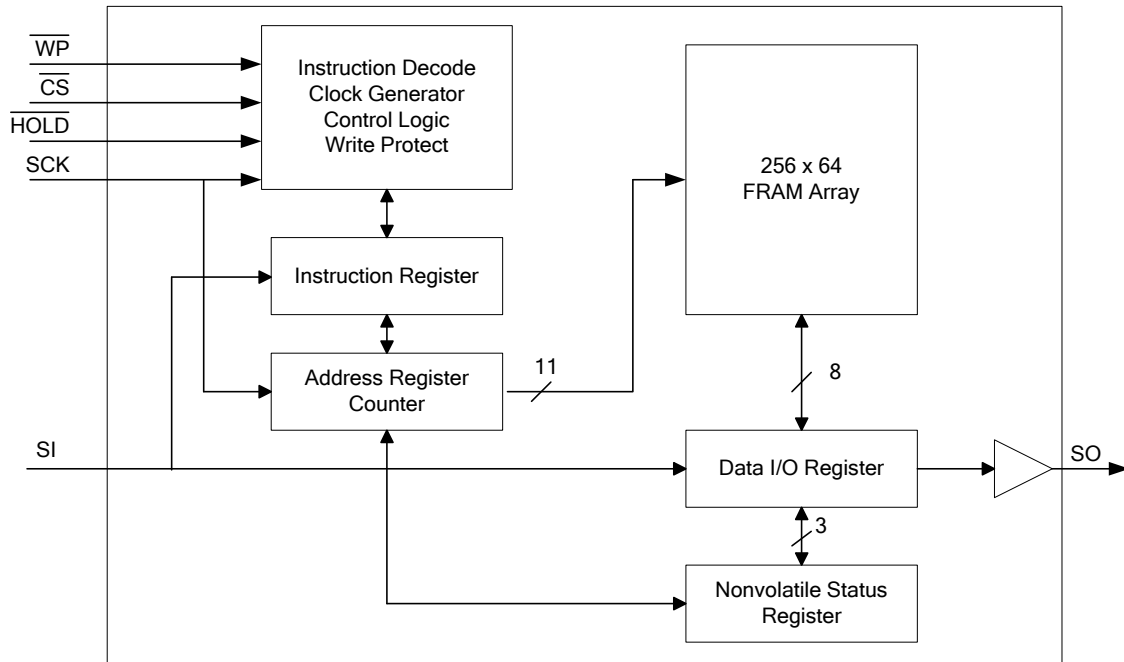 WP
CS
HOLD
SCK
Instruction Decode
Clock Generator
Control Logic
Write Protect
256 x 64
FRAM Array
Instruction Register
Address Register
Counter
11
8
SI
Data I/O Register
SO
3
Nonvolatile Status
Register